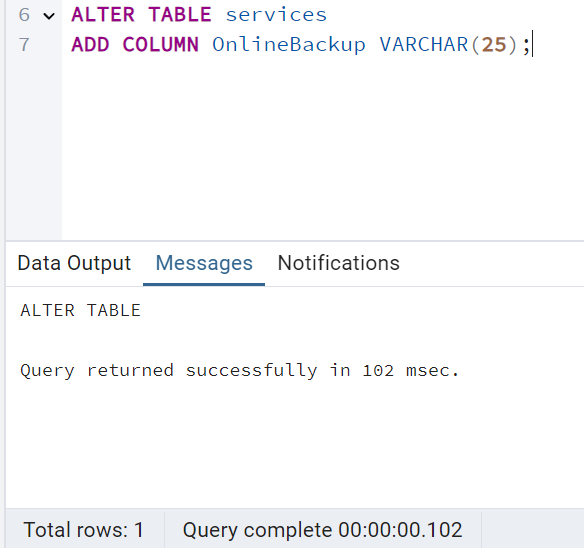 6 ALTER TABLE services
7 ADD COLUMN OnlineBackup VARCHAR(25);
Data Output Messages Notifications
ALTER TABLE
Query returned successfully in 102 msec.
Total rows: 1 Query complete 00:00:00.102